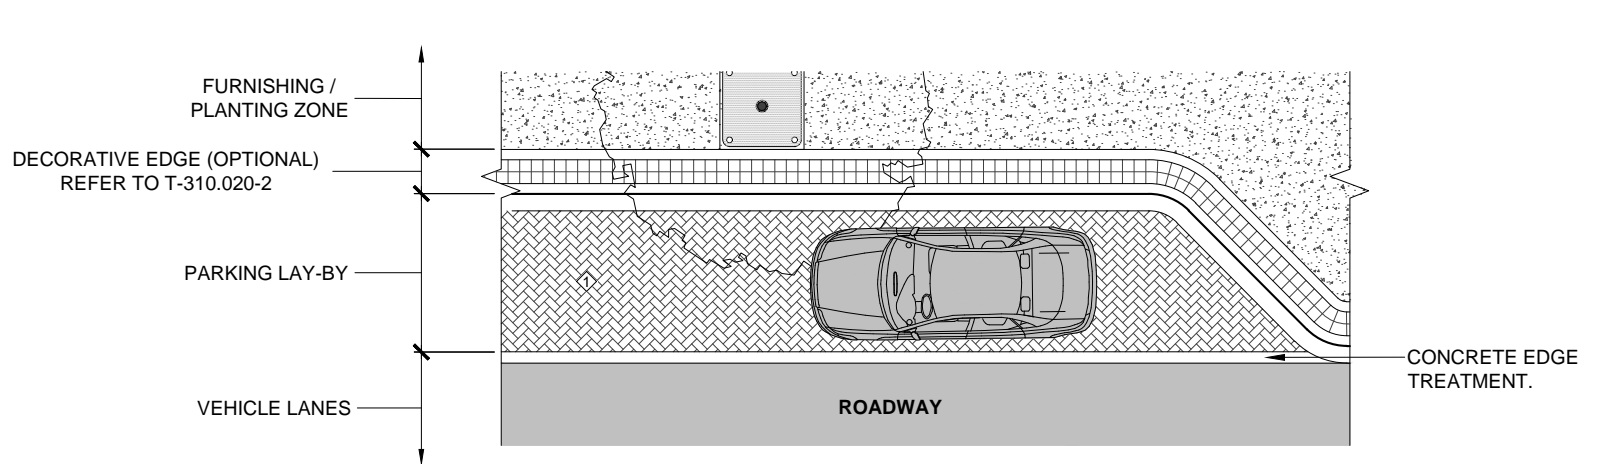 FURNISHING /
PLANTING ZONE
DECORATIVE EDGE (OPTIONAL)
REFER TO T-310.020-2
PARKING LAY-BY
1
CONCRETE EDGE
TREATMENT.
VEHICLE LANES
ROADWAY